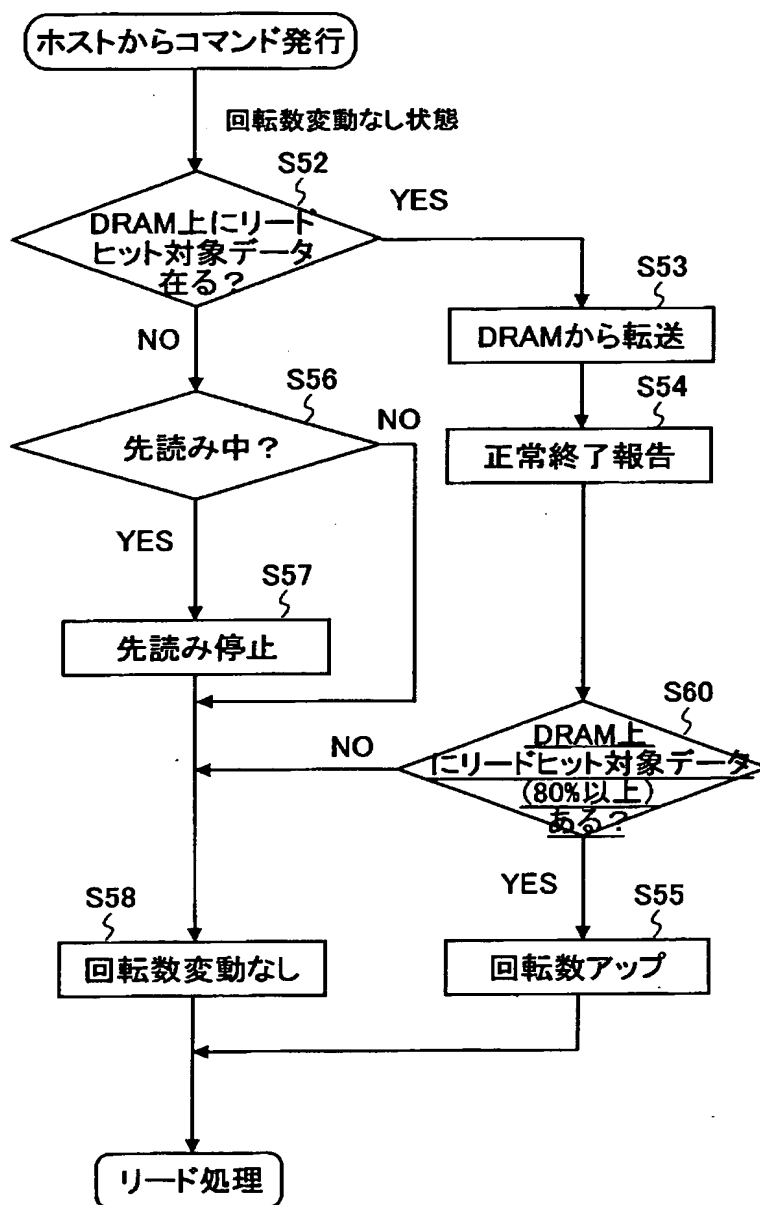 ホストからコマンド発行
回転数変動なし状態
S52
DRAM上にリード
ヒット対象データ
在る？
YES
NO
S53
DRAMから転送
S54
正常終了報告
S56
先読み中？
NO
YES
S57
先読み停止
S60
DRAM上
にリードヒット対象データ
(80%以上)
ある？
NO
YES
S58
回転数変動なし
S55
回転数アップ
リード処理